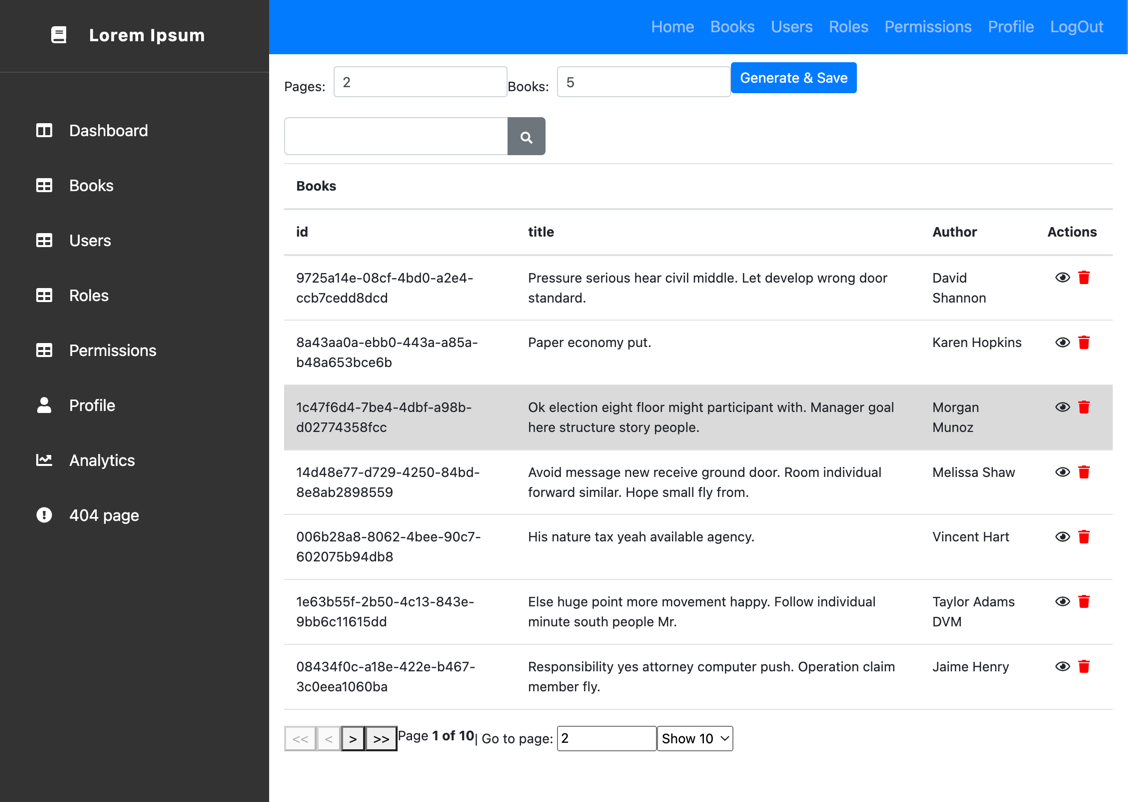 Lorem Ipsum
Home Books Users Roles Permissions Profile LogOut
Dashboard
Books
Users
Roles
Permissions
Profile
Analytics
404 page
Pages: 2 Books: 5 Generate & Save
Books
id title Author Actions
9725a14e-08cf-4bd0-a2e4-
ccb7cedd8dcd
Pressure serious hear civil middle. Let develop wrong door
standard.
David
Shannon
8a43aa0a-ebb0-443a-a85a-
b48a653bce6b
Paper economy put.
Karen Hopkins
1c47f6d4-7be4-4dbf-a98b-
d02774358fcc
Ok election eight floor might participant with. Manager goal
here structure story people.
Morgan
Munoz
14d48e77-d729-4250-84bd-
8e8ab2898559
Avoid message new receive ground door. Room individual
forward similar. Hope small fly from.
Melissa Shaw
006b28a8-8062-4bee-90c7-
602075b94db8
His nature tax yeah available agency.
Vincent Hart
1e63b55f-2b50-4c13-843e-
9bb6c11615dd
Else huge point more movement happy. Follow individual
minute south people Mr.
Taylor Adams
DVM
08434f0c-a18e-422e-b467-
3c0eea1060ba
Responsibility yes attorney computer push. Operation claim
member fly.
Jaime Henry
<< < > >> Page 1 of 10 | Go to page: 2 Show 10